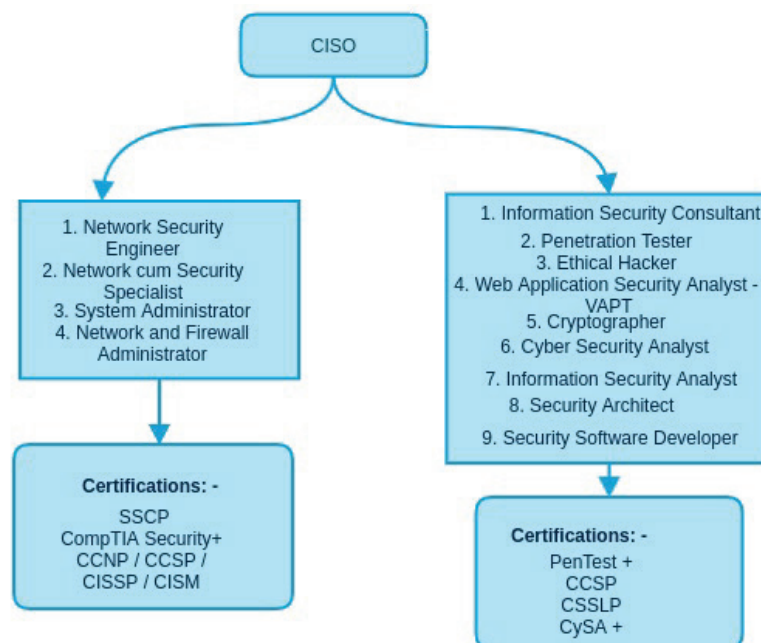 CISO
1. Network Security
Engineer
2. Network cum Security
Specialist
3. System Administrator
4. Network and Firewall
Administrator
Certifications: -
SSCP
CompTIA Security+
CCNP / CCSP /
CISSP / CISM
1. Information Security Consultant
2. Penetration Tester
3. Ethical Hacker
4. Web Application Security Analyst -
VAPT
5. Cryptographer
6. Cyber Security Analyst
7. Information Security Analyst
8. Security Architect
9. Security Software Developer
Certifications: -
PenTest +
CCSP
CSSLP
CySA +